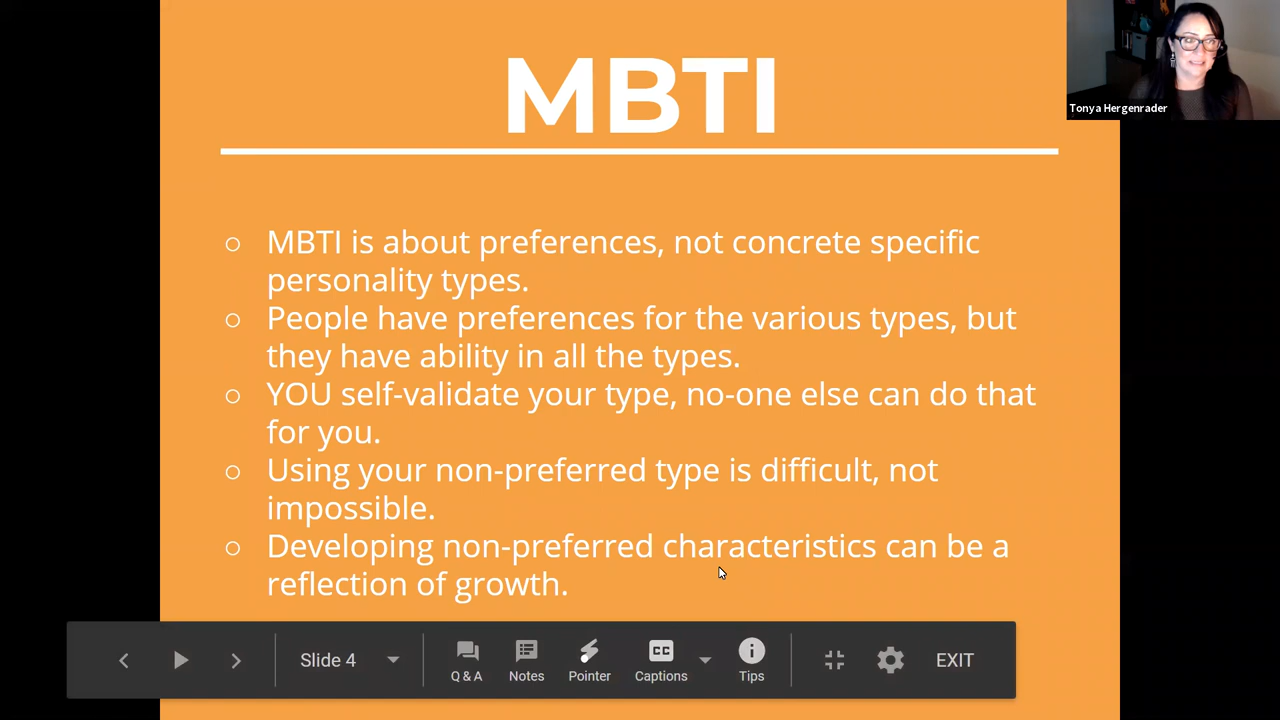 MBTI
Tonya Hergenrader
○ MBTI is about preferences, not concrete specific
personality types.
○ People have preferences for the various types, but
they have ability in all the types.
○ YOU self-validate your type, no-one else can do that
for you.
○ Using your non-preferred type is difficult, not
impossible.
○ Developing non-preferred characteristics can be a
reflection of growth.
Slide 4
Q & A
Notes
Pointer
CC
Captions
Tips
EXIT